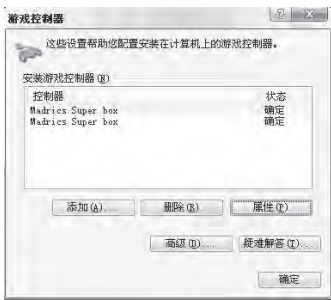 游戏控制器
这些设置帮助您配置安装在计算机上的游戏控制器。
安装游戏控制器(N)
控制器 状态
Madrics Super box 确定
Madrics Super box 确定
添加(A)... 删除(R) 属性(P)
高级(D)... 疑难解答(T)...
确定